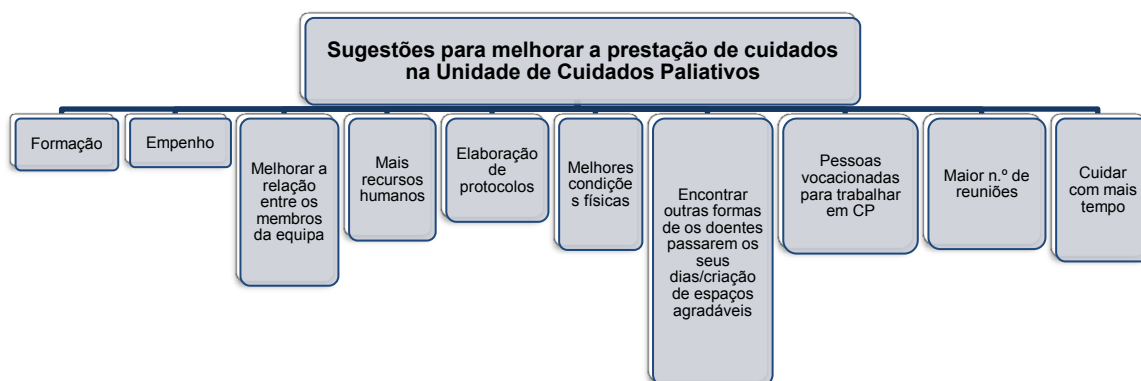 Sugestões para melhorar a prestação de cuidados
na Unidade de Cuidados Paliativos
Formação
Empenho
Melhorar a
relação entre os
membros da
da equipa
Mais
recursos
humanos
Elaboração
de
protocolos
Melhores
condiçõe
s físicas
Encontrar
outras formas
de os doentes
passarem os
seus
dias/criação
de espaços
agradáveis
Pessoas
vocacionadas
para trabalhar
em CP
Maior n.º de
reuniões
Cuidar
com mais
tempo